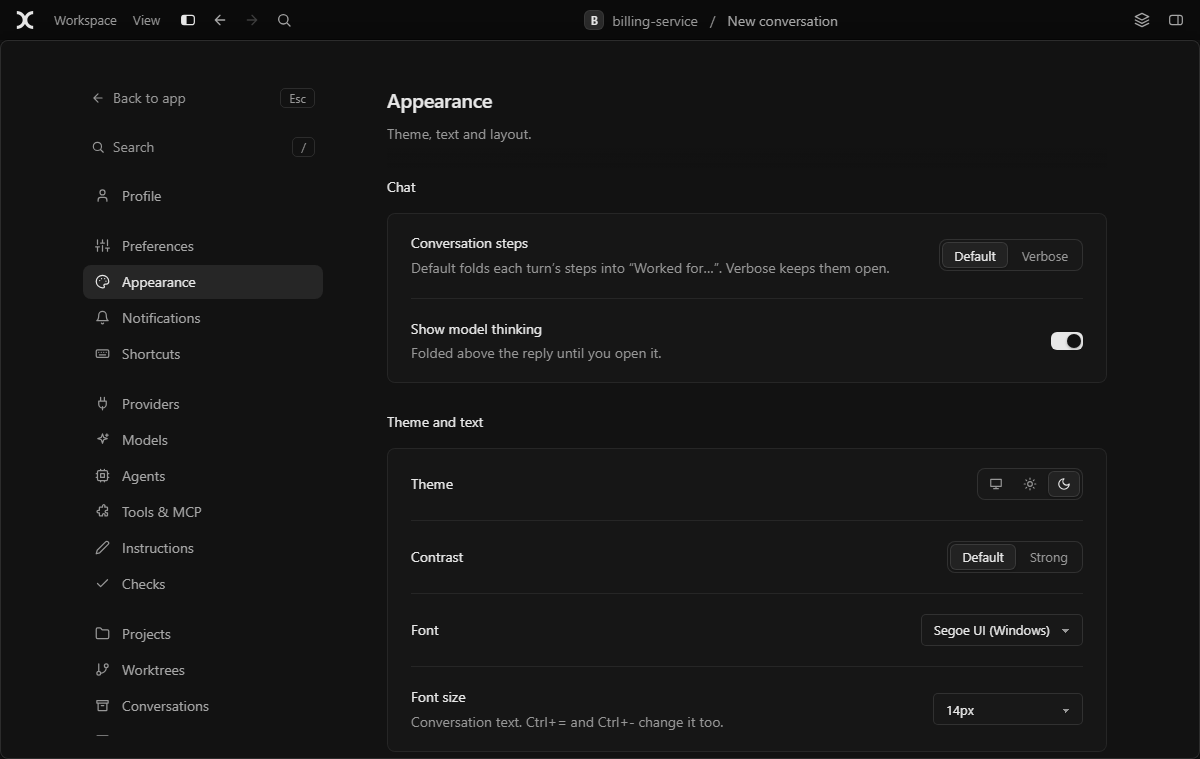 Workspace View
B billing-service / New conversation
Back to app Esc
Search /
Profile
Preferences
Appearance
Notifications
Shortcuts
Providers
Models
Agents
Tools & MCP
Instructions
Checks
Projects
Worktrees
Conversations
Appearance
Theme, text and layout.
Chat
Conversation steps
Default folds each turn’s steps into “Worked for…”. Verbose keeps them open.
Default Verbose
Show model thinking
Folded above the reply until you open it.
Theme and text
Theme
Contrast
Default Strong
Font
Segoe UI (Windows)
Font size
Conversation text. Ctrl+= and Ctrl+- change it too.
14px